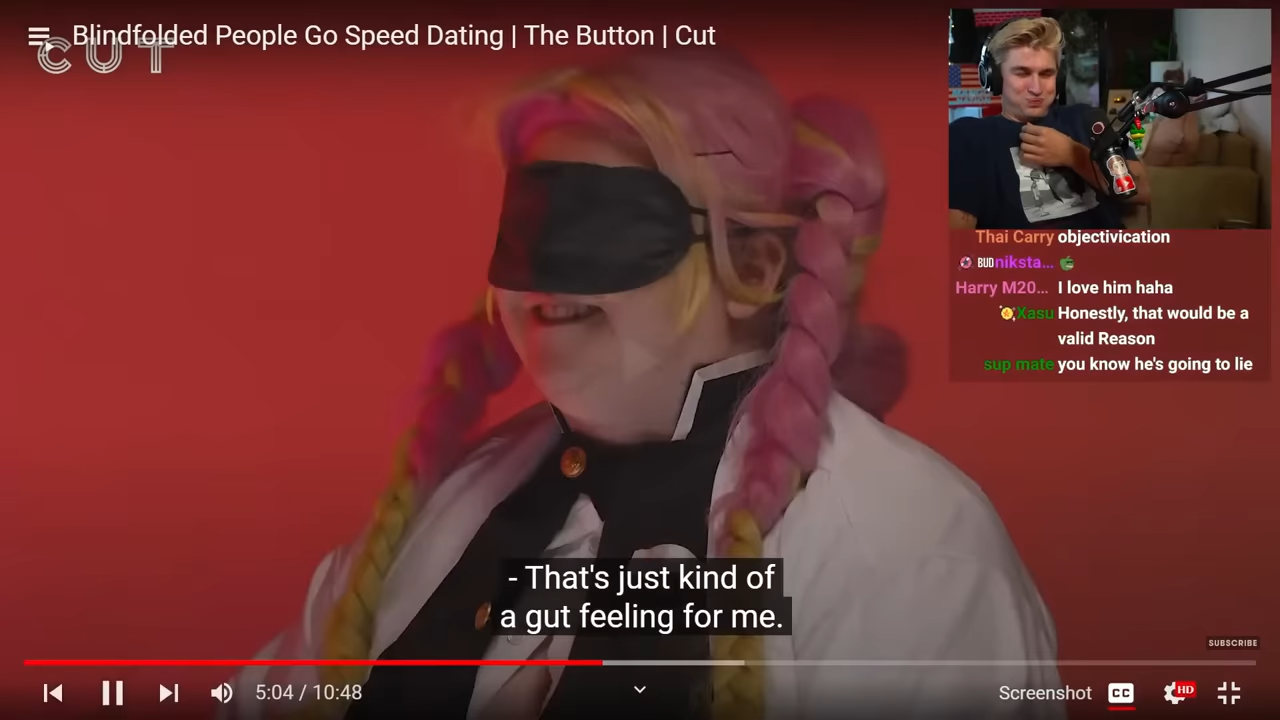 Blindfolded People Go Speed Dating | The Button | Cut
CUT
Thai Carry objectivication
BUD niksta...
Harry M20... I love him haha
Xasu Honestly, that would be a
valid Reason
sup mate you know he's going to lie
- That's just kind of
a gut feeling for me.
SUBSCRIBE
5:04 / 10:48
Screenshot
CC
HD